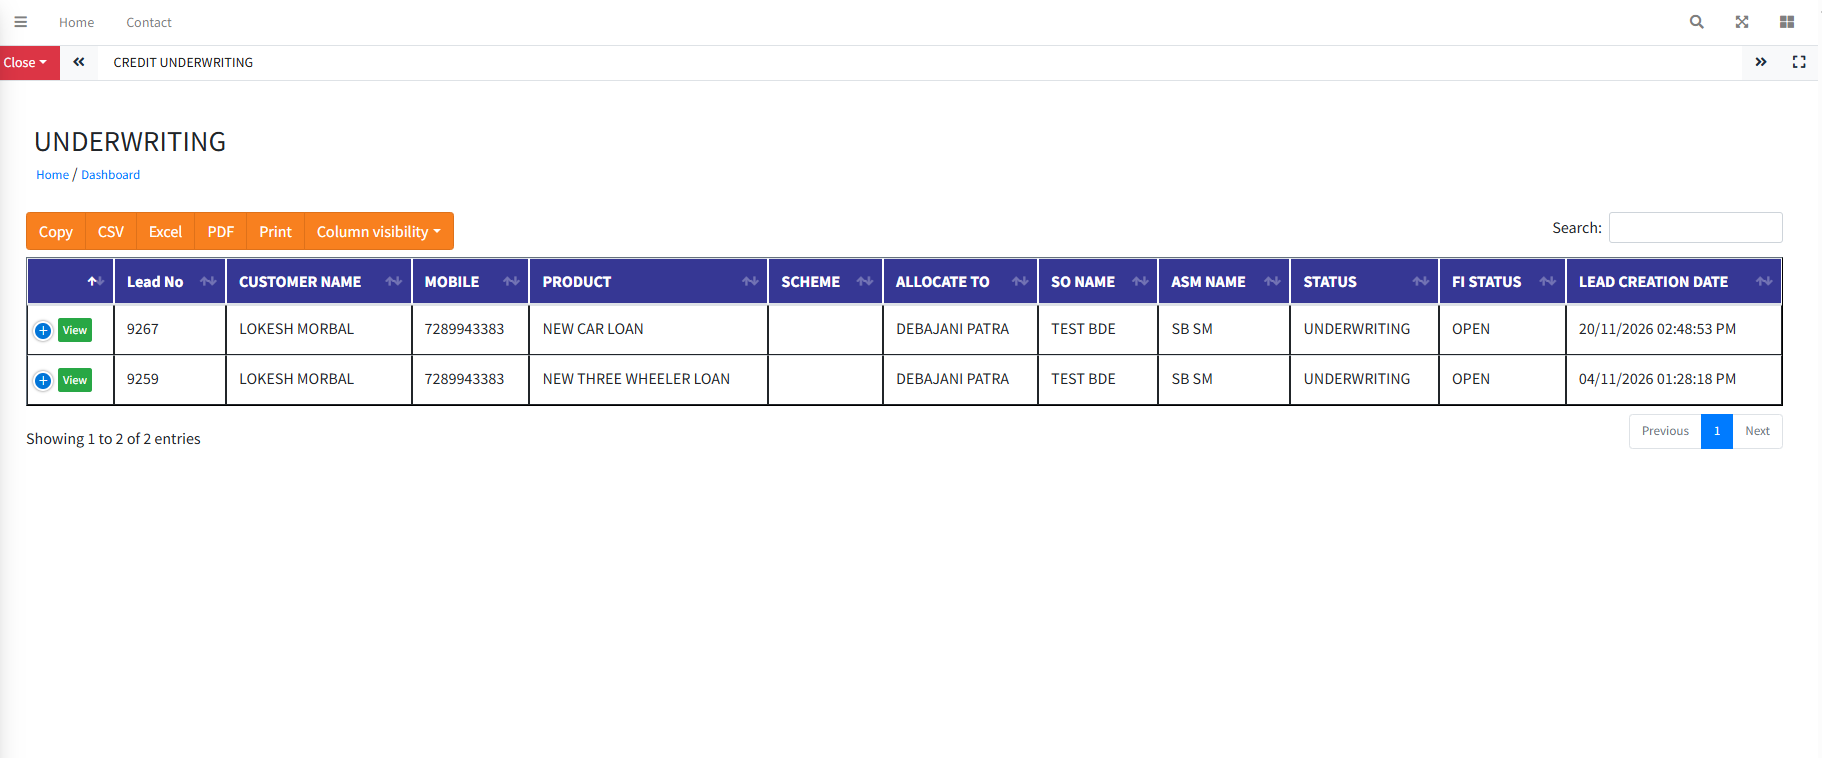 Home Contact
Close CREDIT UNDERWRITING
UNDERWRITING
Home / Dashboard
Copy CSV Excel PDF Print Column visibility Search:
Lead No CUSTOMER NAME MOBILE PRODUCT SCHEME ALLOCATE TO SO NAME ASM NAME STATUS FI STATUS LEAD CREATION DATE
View 9267 LOKESH MORBAL 7289943383 NEW CAR LOAN DEBAJANI PATRA TEST BDE SB SM UNDERWRITING OPEN 20/11/2026 02:48:53 PM
View 9259 LOKESH MORBAL 7289943383 NEW THREE WHEELER LOAN DEBAJANI PATRA TEST BDE SB SM UNDERWRITING OPEN 04/11/2026 01:28:18 PM
Showing 1 to 2 of 2 entries Previous 1 Next